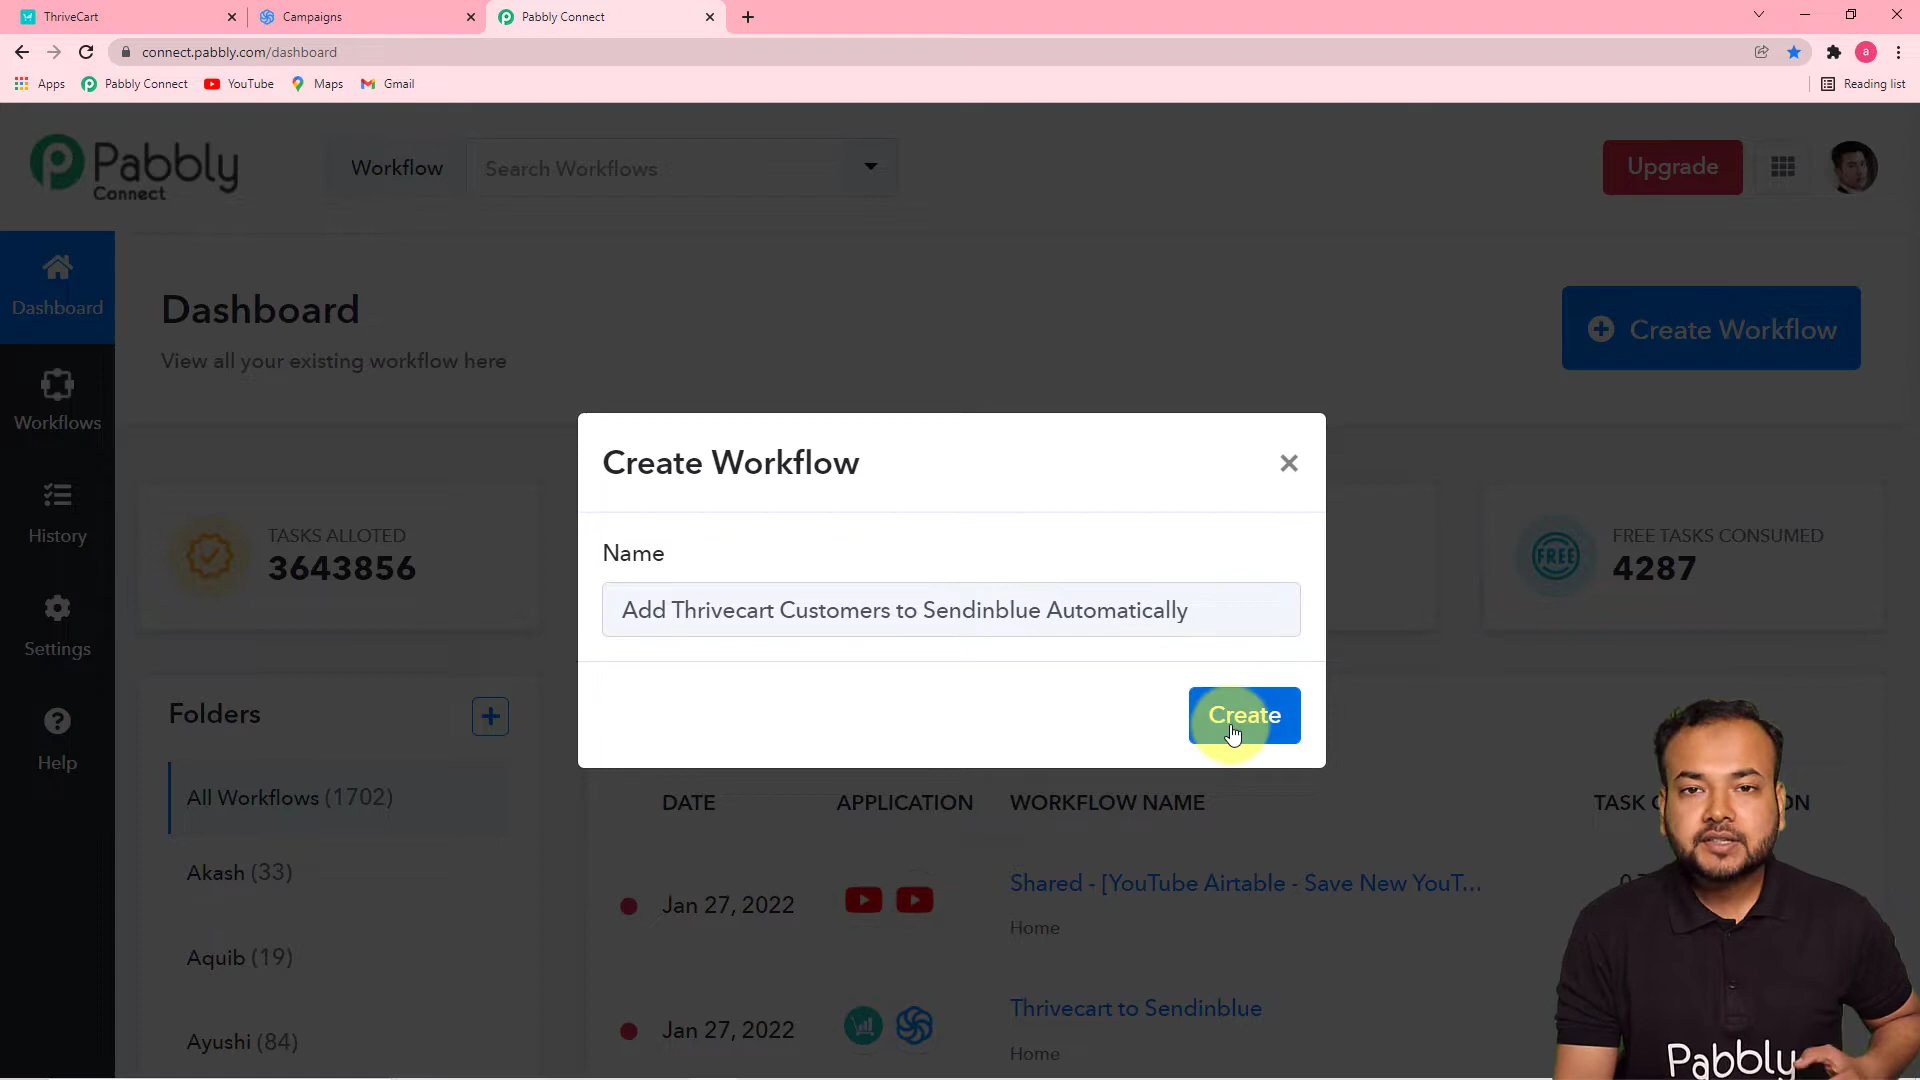 ThriveCart
Campaigns
Pabbly Connect
connect.pabbly.com/dashboard
a
Apps
Pabbly Connect
YouTube
Maps
Gmail
Reading list
Pabbly
Connect
Workflow
Search Workflows
Upgrade
Dashboard
Workflows
History
Settings
Help
Dashboard
View all your existing workflow here
Create Workflow
TASKS ALLOTED
3643856
FREE TASKS CONSUMED
4287
FREE
Create Workflow
Name
Add Thrivecart Customers to Sendinblue Automatically
Create
Folders
All Workflows (1702)
Akash (33)
Aquib (19)
Ayushi (84)
DATE
APPLICATION
WORKFLOW NAME
TASK
Jan 27, 2022
Shared - [YouTube Airtable - Save New YouT...
Home
Jan 27, 2022
Thrivecart to Sendinblue
Home
Pabbly